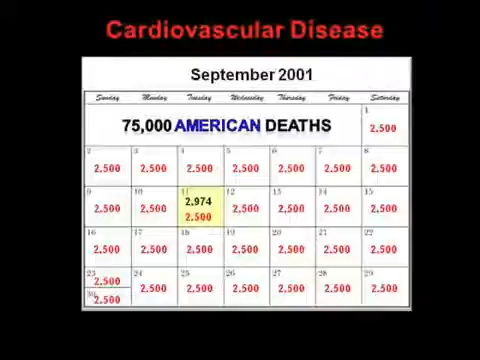 Cardiovascular Disease
September 2001
Sunday Monday Tuesday Wednesday Thursday Friday Saturday
75,000 AMERICAN DEATHS
1
2.500
2 3 4 5 6 7 8
2.500 2.500 2.500 2.500 2.500 2.500 2.500
9 10 11 12 13 14 15
2.974
2.500 2.500 2.500 2.500 2.500 2.500 2.500
16 17 18 19 20 21 22
2.500 2.500 2.500 2.500 2.500 2.500 2.500
23 24 25 26 27 28 29
2.500 2.500 2.500 2.500 2.500 2.500 2.500
30
2.500